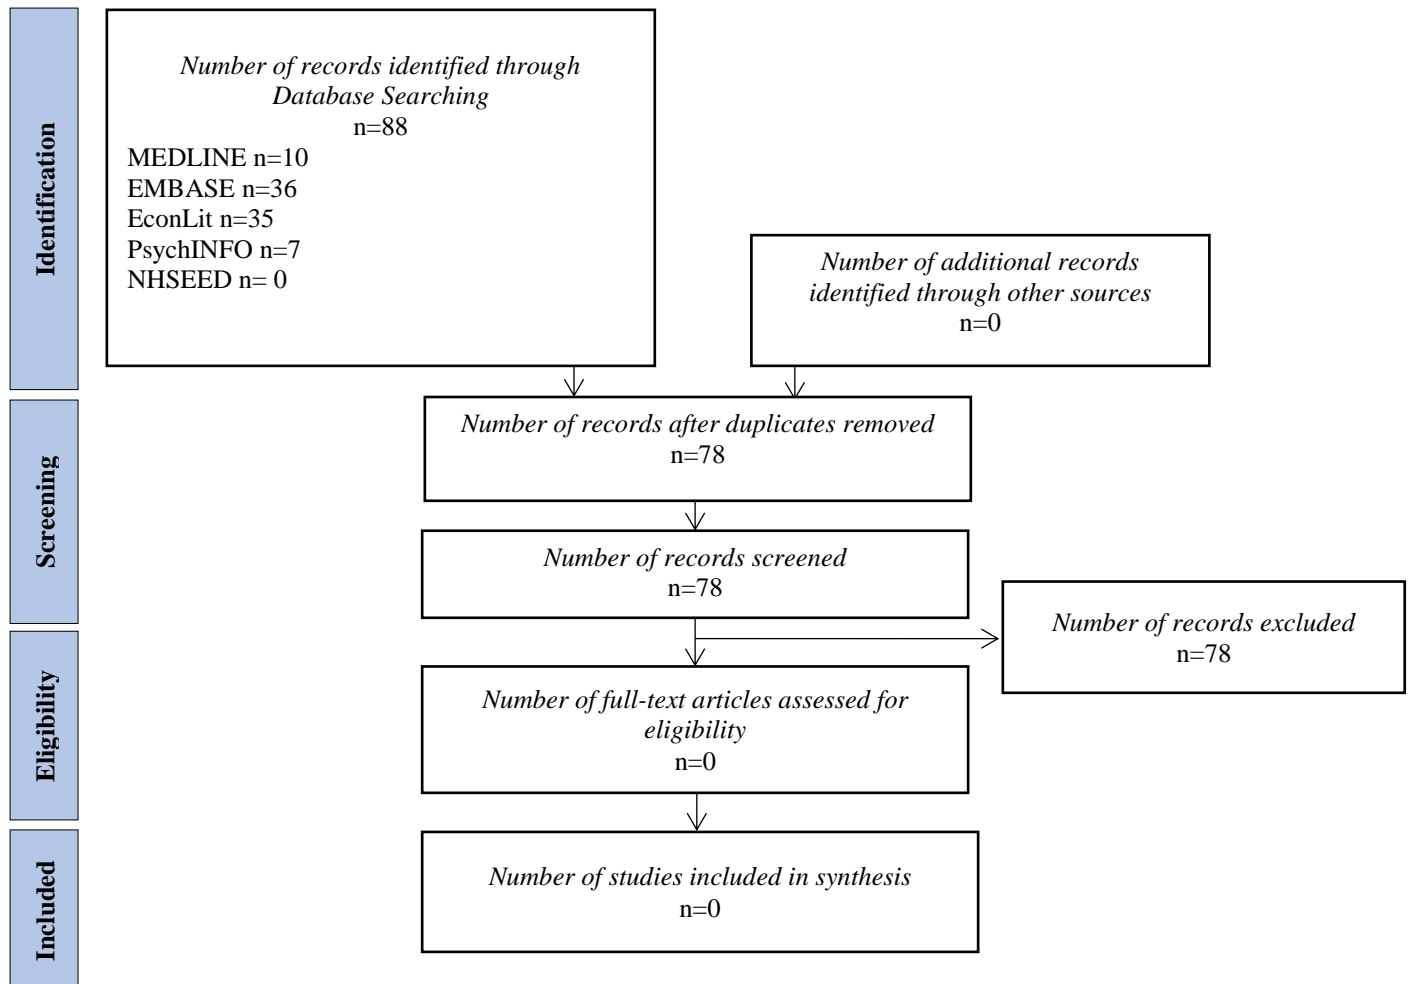 Identification
Number of records identified through
Database Searching
n=88
MEDLINE n=10
EMBASE n=36
EconLit n=35
PsychINFO n=7
NHSEED n= 0
Number of additional records
identified through other sources
n=0
Screening
Number of records after duplicates removed
n=78
Number of records screened
n=78
Number of records excluded
n=78
Eligibility
Number of full-text articles assessed for
eligibility
n=0
Included
Number of studies included in synthesis
n=0